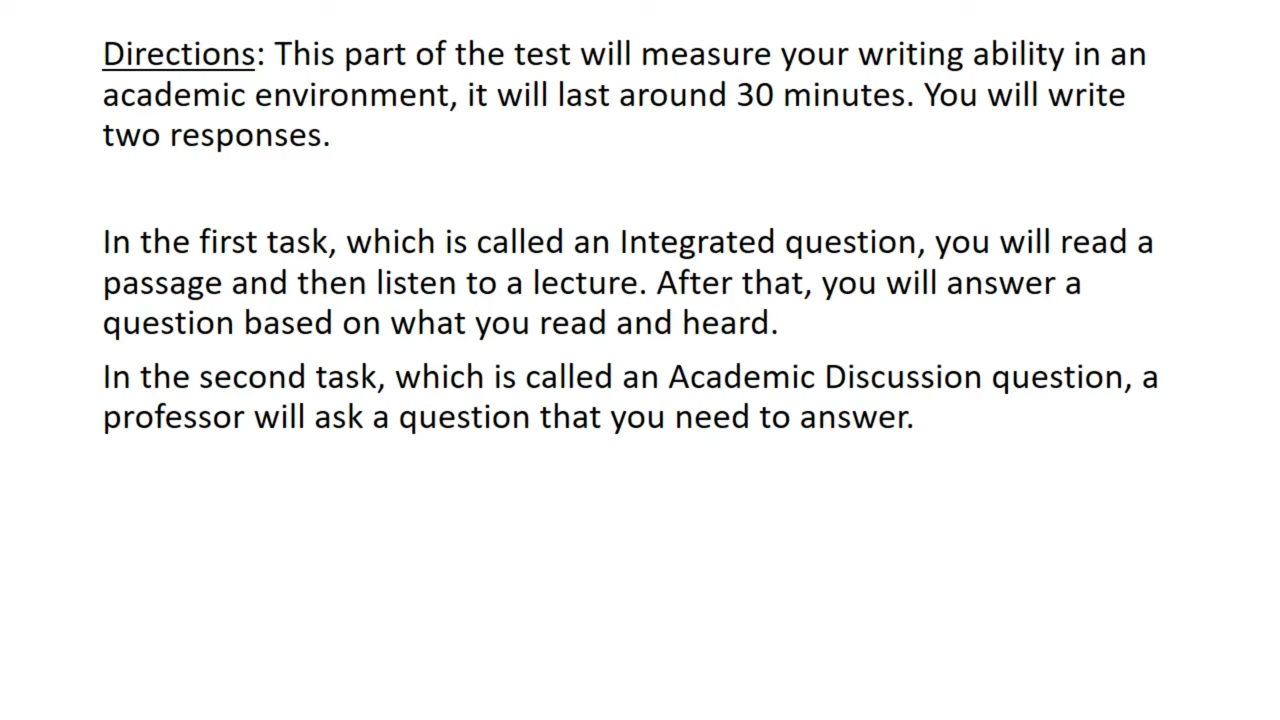 Directions: This part of the test will measure your writing ability in an
academic environment, it will last around 30 minutes. You will write
two responses.
In the first task, which is called an Integrated question, you will read a
passage and then listen to a lecture. After that, you will answer a
question based on what you read and heard.
In the second task, which is called an Academic Discussion question, a
professor will ask a question that you need to answer.